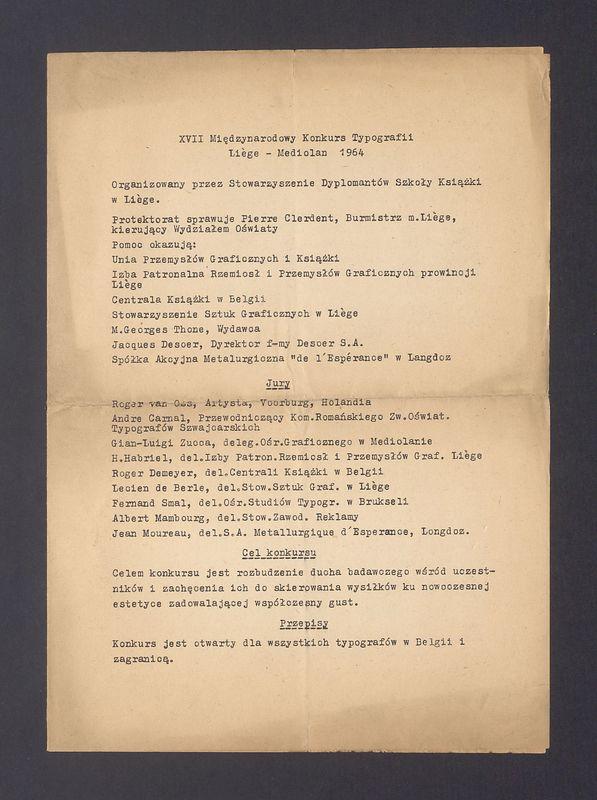 XVII Międzynarodowy Konkurs Typografii
Liège - Mediolan 1964
Organizowany przez Stowarzyszenie Dyplomantów Szkoły Książki
w Liège.
Protektorat sprawuje Pierre Clerdent, Burmistrz m.Liège,
kierujący Wydziałem Oświaty
Pomoc okazują:
Unia Przemysłów Graficznych i Książki
Izba Patronalna Rzemiosł i Przemysłów Graficznych prowincji
Liège
Centrala Książki w Belgii
Stowarzyszenie Sztuk Graficznych w Liège
M.Georges Thone, Wydawca
Jacques Desoer, Dyrektor f-my Desoer S.A.
Spółka Akcyjna Metalurgiczna "de l'Espérance" w Langdoz
Jury
Roger van Oss, Artysta, Voorburg, Holandia
Andre Carnal, Przewodniczący Kom.Romańskiego Zw.Oświat.
Typografów Szwajcarskich
Gian-Luigi Zucca, deleg.Ośr.Graficznego w Mediolanie
H.Habriel, del.Izby Patron.Rzemiosł i Przemysłów Graf. Liège
Roger Demeyer, del.Centrali Książki w Belgii
Lecien de Berle, del.Stow.Sztuk Graf. w Liège
Fernand Smal, del.Ośr.Studiów Typogr. w Brukseli
Albert Mambourg, del.Stow.Zawod. Reklamy
Jean Moureau, del.S.A. Metallurgique d'Esperance, Longdoz.
Cel konkursu
Celem konkursu jest rozbudzenie ducha badawczego wśród uczest-
ników i zachęcenia ich do skierowania wysiłków ku nowoczesnej
estetyce zadowalającej współczesny gust.
Przepisy
Konkurs jest otwarty dla wszystkich typografów w Belgii i
zagranicą.